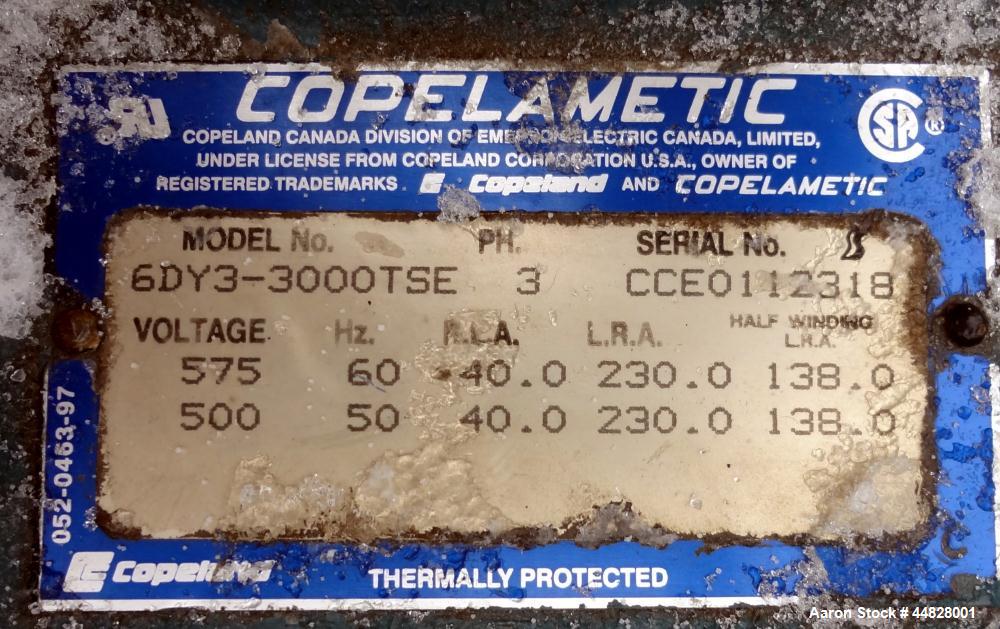 COPELAMETIC
COPELAND CANADA DIVISION OF EMERSON ELECTRIC CANADA, LIMITED,
UNDER LICENSE FROM COPELAND CORPORATION U.S.A., OWNER OF
REGISTERED TRADEMARKS Copeland AND COPELAMETIC
SA ®
MODEL No. PH. SERIAL No.
6DY3-3000TSE 3 CCE0112318
VOLTAGE Hz. R.L.A. L.R.A. HALF WINDING
L.R.A.
575 60 40.0 230.0 138.0
500 50 40.0 230.0 138.0
052-0463-97
Copeland
THERMALLY PROTECTED
Aaron Stock # 44828001